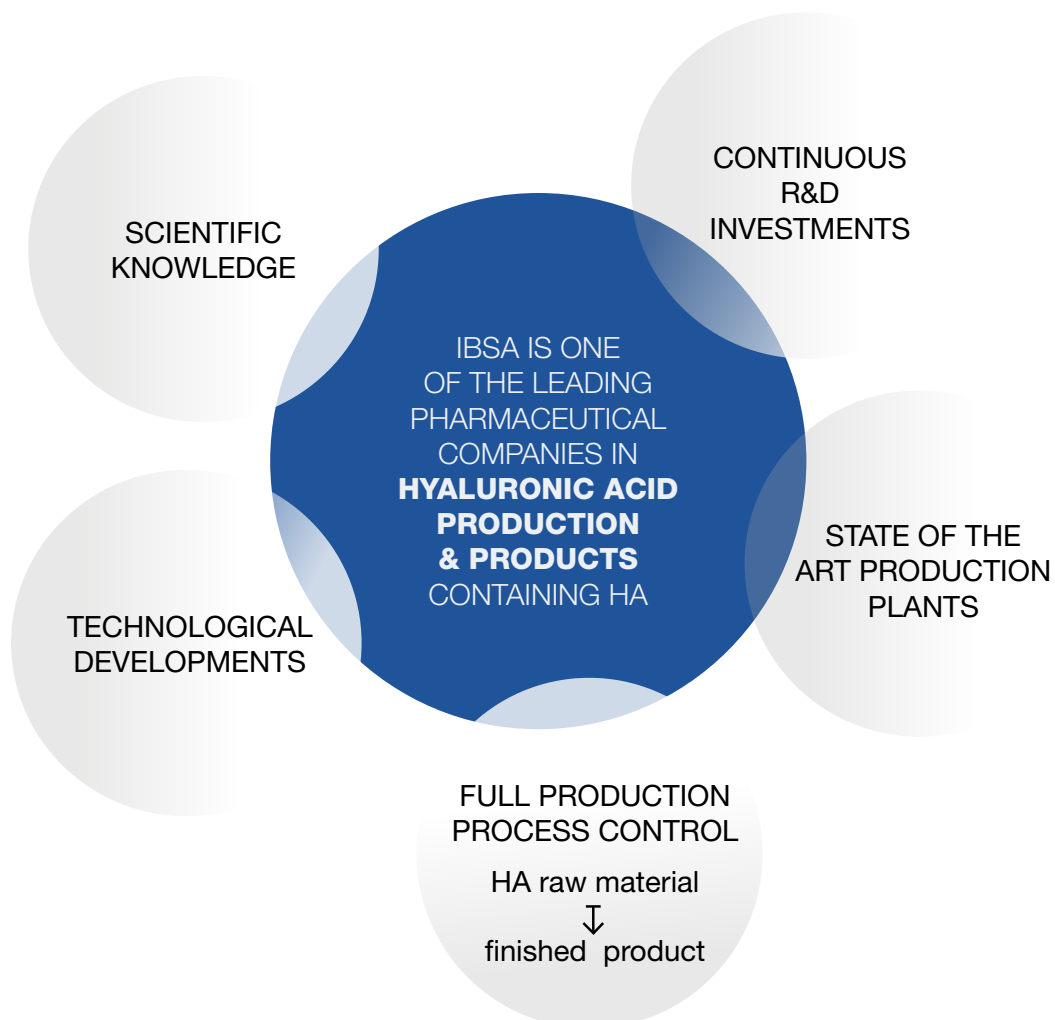 CONTINUOUS
R&D
INVESTMENTS
SCIENTIFIC
KNOWLEDGE
IBSA IS ONE
OF THE LEADING
PHARMACEUTICAL
COMPANIES IN
HYALURONIC ACID
PRODUCTION
& PRODUCTS
CONTAINING HA
STATE OF THE
ART PRODUCTION
PLANTS
TECHNOLOGICAL
DEVELOPMENTS
FULL PRODUCTION
PROCESS CONTROL
HA raw material
finished product